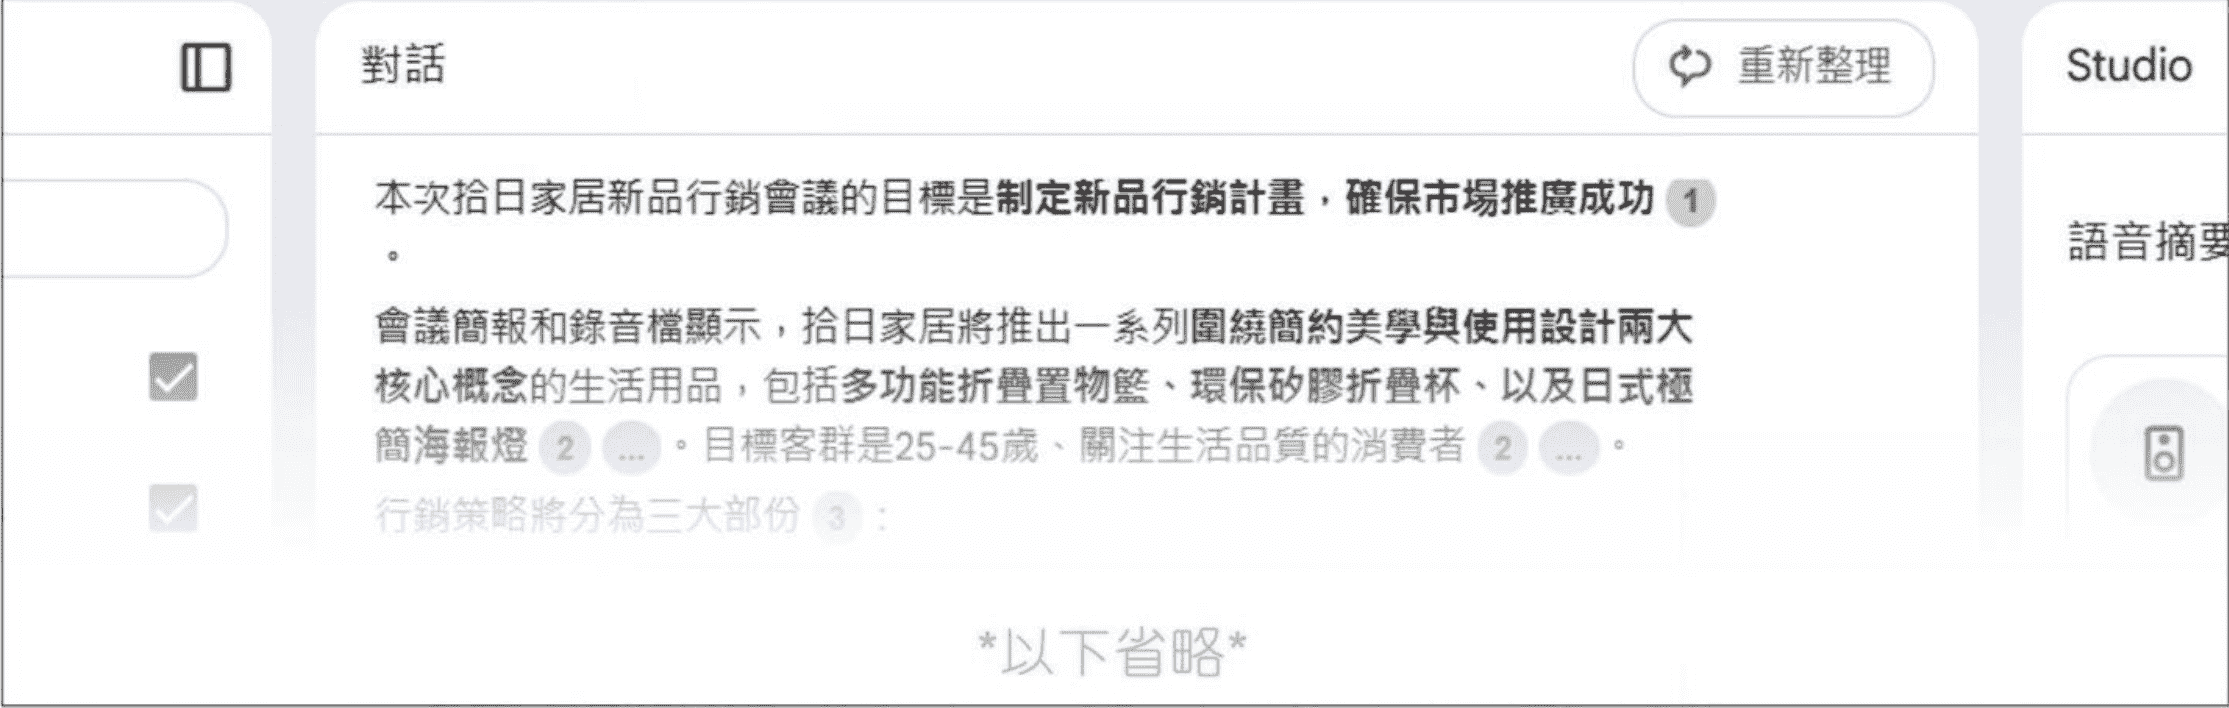 對話
重新整理
Studio
本次拾日家居新品行銷會議的目標是制定新品行銷計畫，確保市場推廣成功 1
。
語音摘要
會議簡報和錄音檔顯示，拾日家居將推出一系列圍繞簡約美學與使用設計兩大
核心概念的生活用品，包括多功能折疊置物籃、環保矽膠折疊杯、以及日式極
簡海報燈 2 ... 。目標客群是25-45歲、關注生活品質的消費者 2 ... 。
行銷策略將分為三大部份 3 ：
*以下省略*